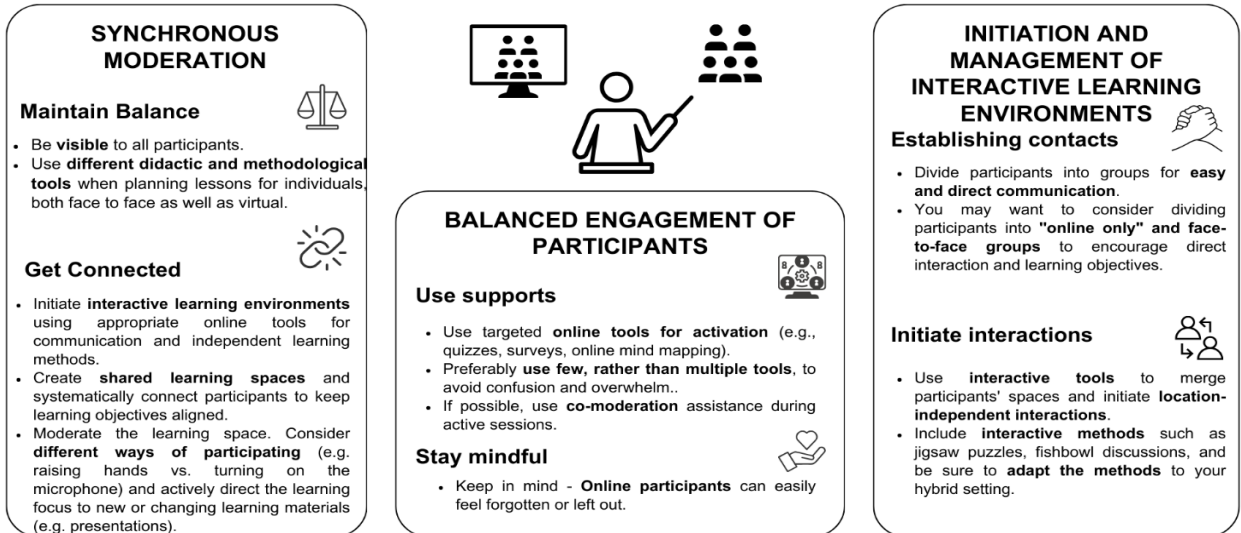 SYNCHRONOUS
MODERATION
Maintain Balance
• Be visible to all participants.
• Use different didactic and methodological
tools when planning lessons for individuals,
both face to face as well as virtual.
Get Connected
• Initiate interactive learning environments
using appropriate online tools for
communication and independent learning
methods.
• Create shared learning spaces and
systematically connect participants to keep
learning objectives aligned.
• Moderate the learning space. Consider
different ways of participating (e.g.
raising hands vs. turning on the
microphone) and actively direct the learning
focus to new or changing learning materials
(e.g. presentations).
BALANCED ENGAGEMENT OF
PARTICIPANTS
Use supports
• Use targeted online tools for activation (e.g.,
quizzes, surveys, online mind mapping).
• Preferably use few, rather than multiple tools, to
avoid confusion and overwhelm..
• If possible, use co-moderation assistance during
active sessions.
Stay mindful
• Keep in mind - Online participants can easily
feel forgotten or left out.
INITIATION AND
MANAGEMENT OF
INTERACTIVE LEARNING
ENVIRONMENTS
Establishing contacts
• Divide participants into groups for easy
and direct communication.
• You may want to consider dividing
participants into "online only" and face-
to-face groups to encourage direct
interaction and learning objectives.
Initiate interactions
• Use interactive tools to merge
participants' spaces and initiate location-
independent interactions.
• Include interactive methods such as
jigsaw puzzles, fishbowl discussions, and
be sure to adapt the methods to your
hybrid setting.